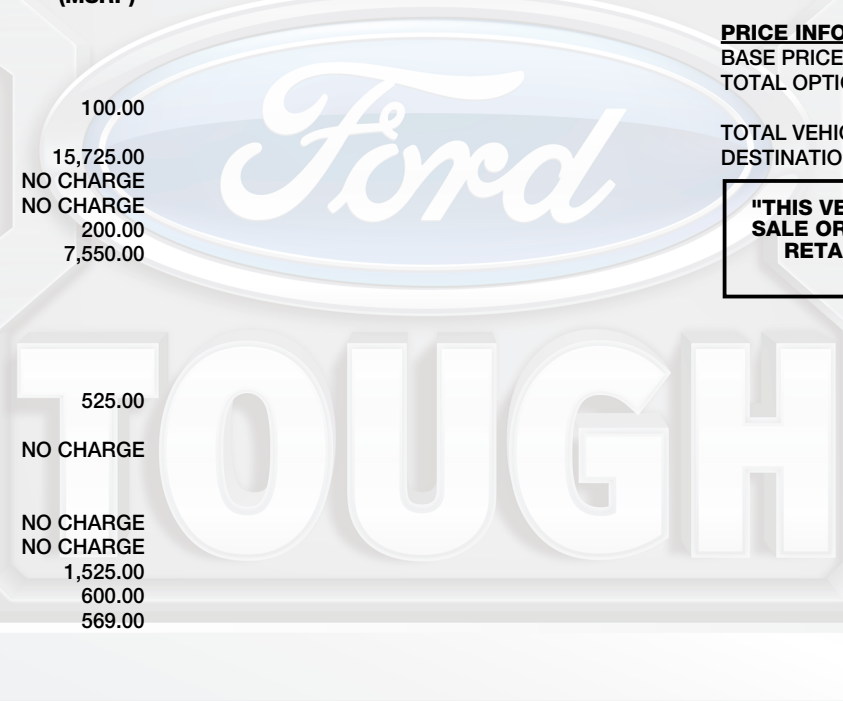 (MSRP)
100.00
15,725.00
NO CHARGE
NO CHARGE
200.00
7,550.00
525.00
NO CHARGE
NO CHARGE
NO CHARGE
1,525.00
600.00
569.00
PRICE INFO
BASE PRICE
TOTAL OPTI
TOTAL VEHI
DESTINATIO
"THIS VE
SALE OR
RETA
Ford
TOUGH